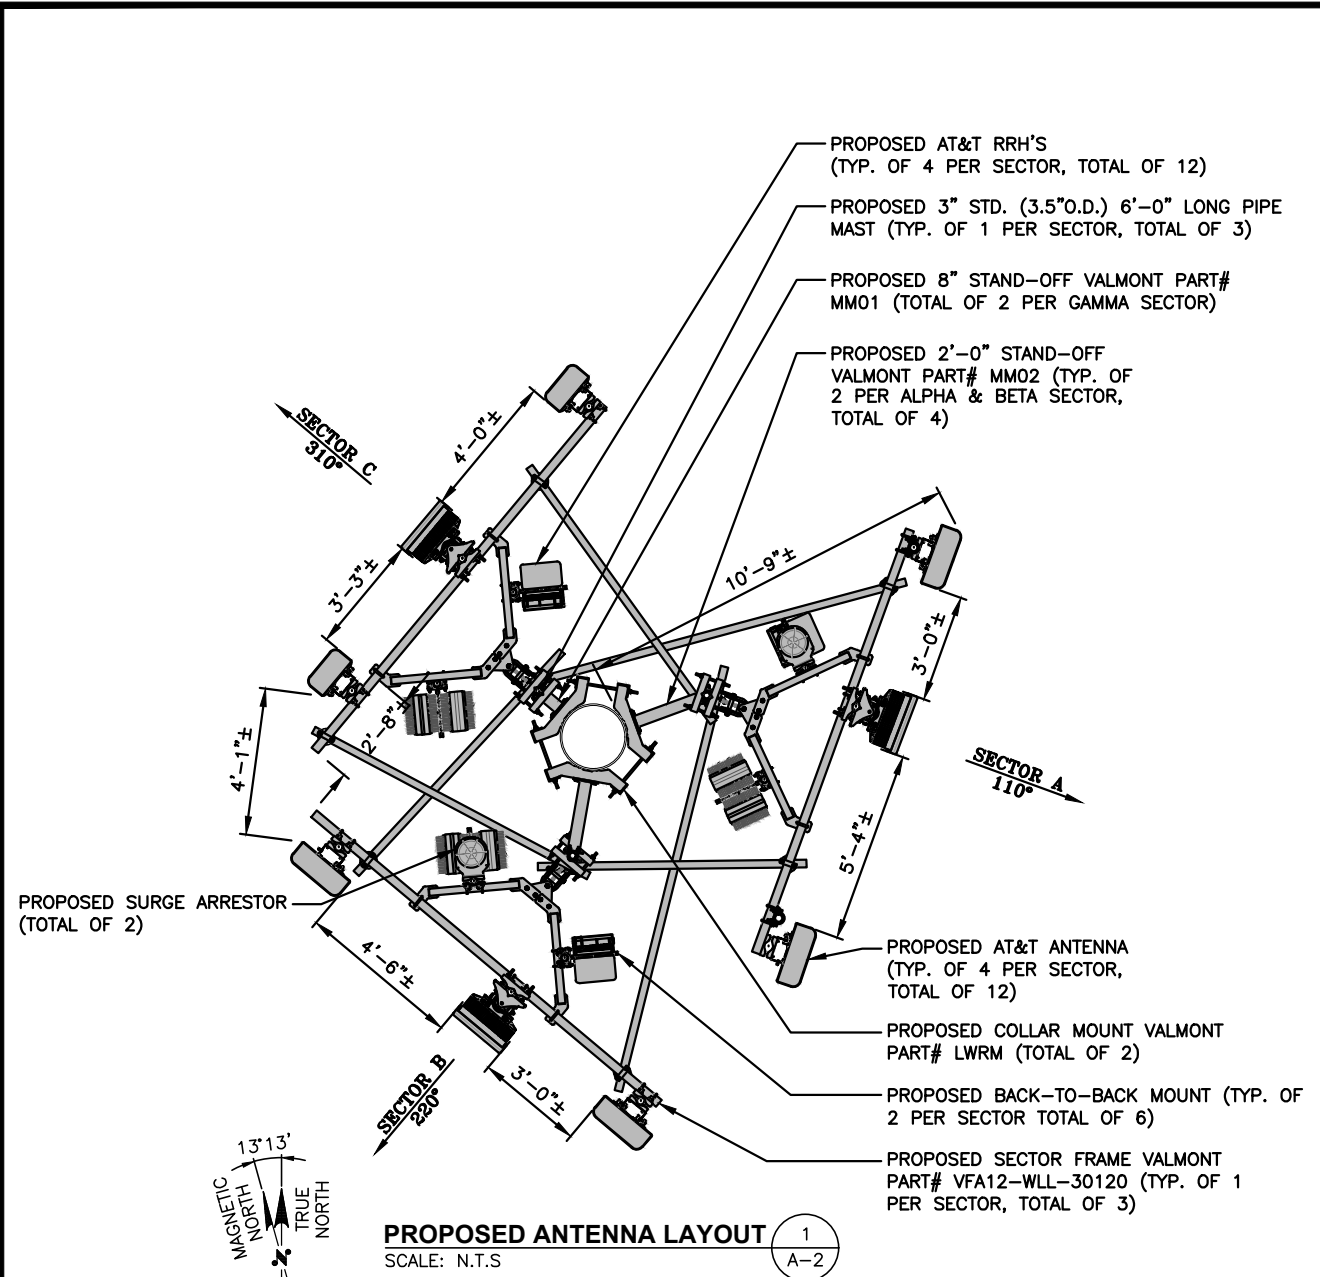 PROPOSED AT&T RRH'S
(TYP. OF 4 PER SECTOR, TOTAL OF 12)
PROPOSED 3" STD. (3.5"O.D.) 6'-0" LONG PIPE
MAST (TYP. OF 1 PER SECTOR, TOTAL OF 3)
PROPOSED 8" STAND-OFF VALMONT PART#
MM01 (TOTAL OF 2 PER GAMMA SECTOR)
PROPOSED 2'-0" STAND-OFF
VALMONT PART# MM02 (TYP. OF
2 PER ALPHA & BETA SECTOR,
TOTAL OF 4)
SECTOR C
310°
4'-0"±
3'-3"±
10'-9"±
3'-0"±
2'-8"±
4'-1"±
SECTOR A
110°
5'-4"±
PROPOSED SURGE ARRESTOR
(TOTAL OF 2)
4'-6"±
3'-0"±
SECTOR B
220°
PROPOSED AT&T ANTENNA
(TYP. OF 4 PER SECTOR,
TOTAL OF 12)
PROPOSED COLLAR MOUNT VALMONT
PART# LWRM (TOTAL OF 2)
PROPOSED BACK-TO-BACK MOUNT (TYP. OF
2 PER SECTOR TOTAL OF 6)
PROPOSED SECTOR FRAME VALMONT
PART# VFA12-WLL-30120 (TYP. OF 1
PER SECTOR, TOTAL OF 3)
13°13'
MAGNETIC
NORTH
TRUE
NORTH
N
PROPOSED ANTENNA LAYOUT
SCALE: N.T.S
1
A-2